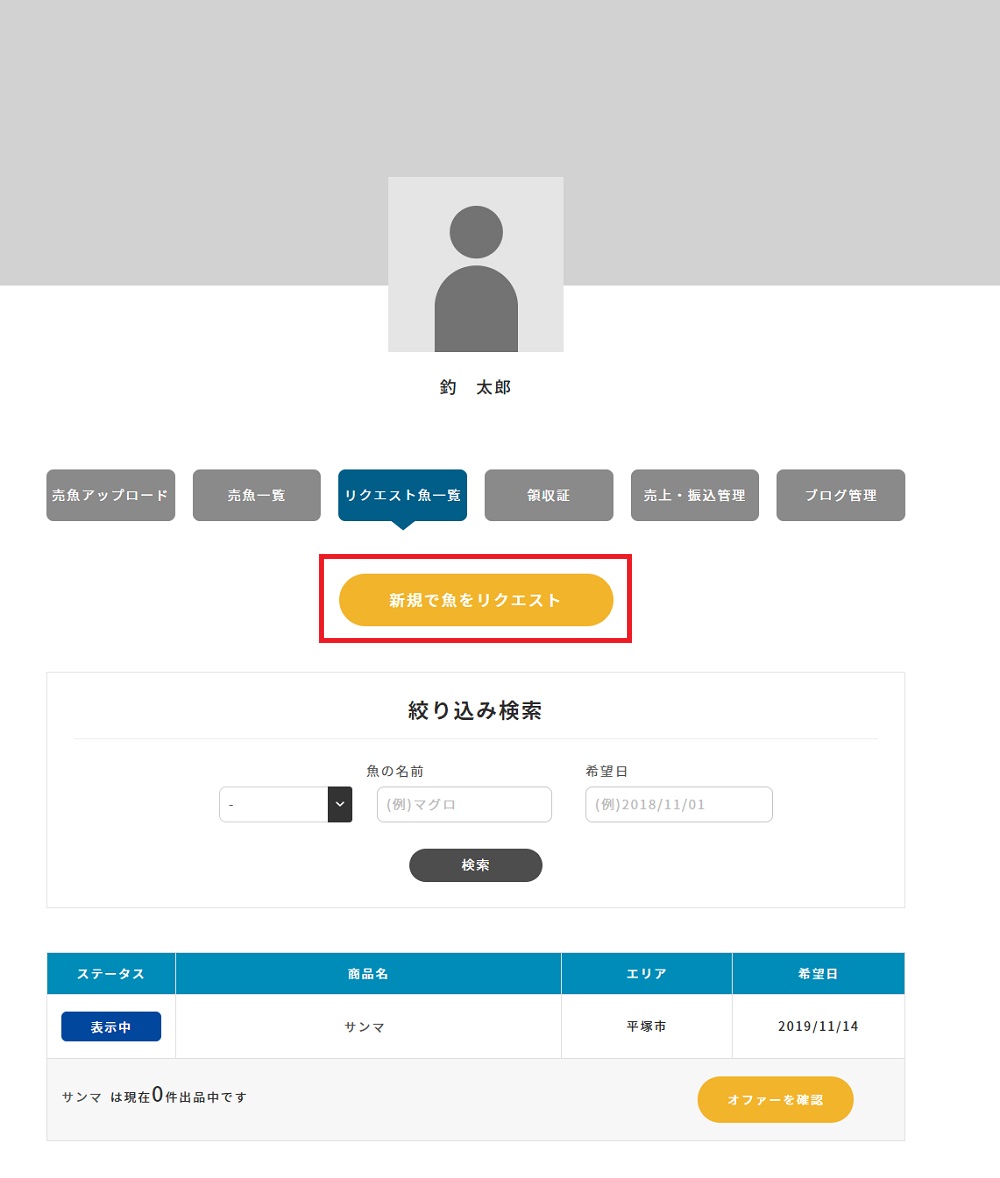 釣　太郎
売魚アップロード
売魚一覧
リクエスト魚一覧
領収証
売上・振込管理
ブログ管理
新規で魚をリクエスト
絞り込み検索
魚の名前
希望日
-
(例)マグロ
(例)2018/11/01
検索
ステータス
商品名
エリア
希望日
表示中
サンマ
平塚市
2019/11/14
サンマ は現在0件出品中です
オファーを確認